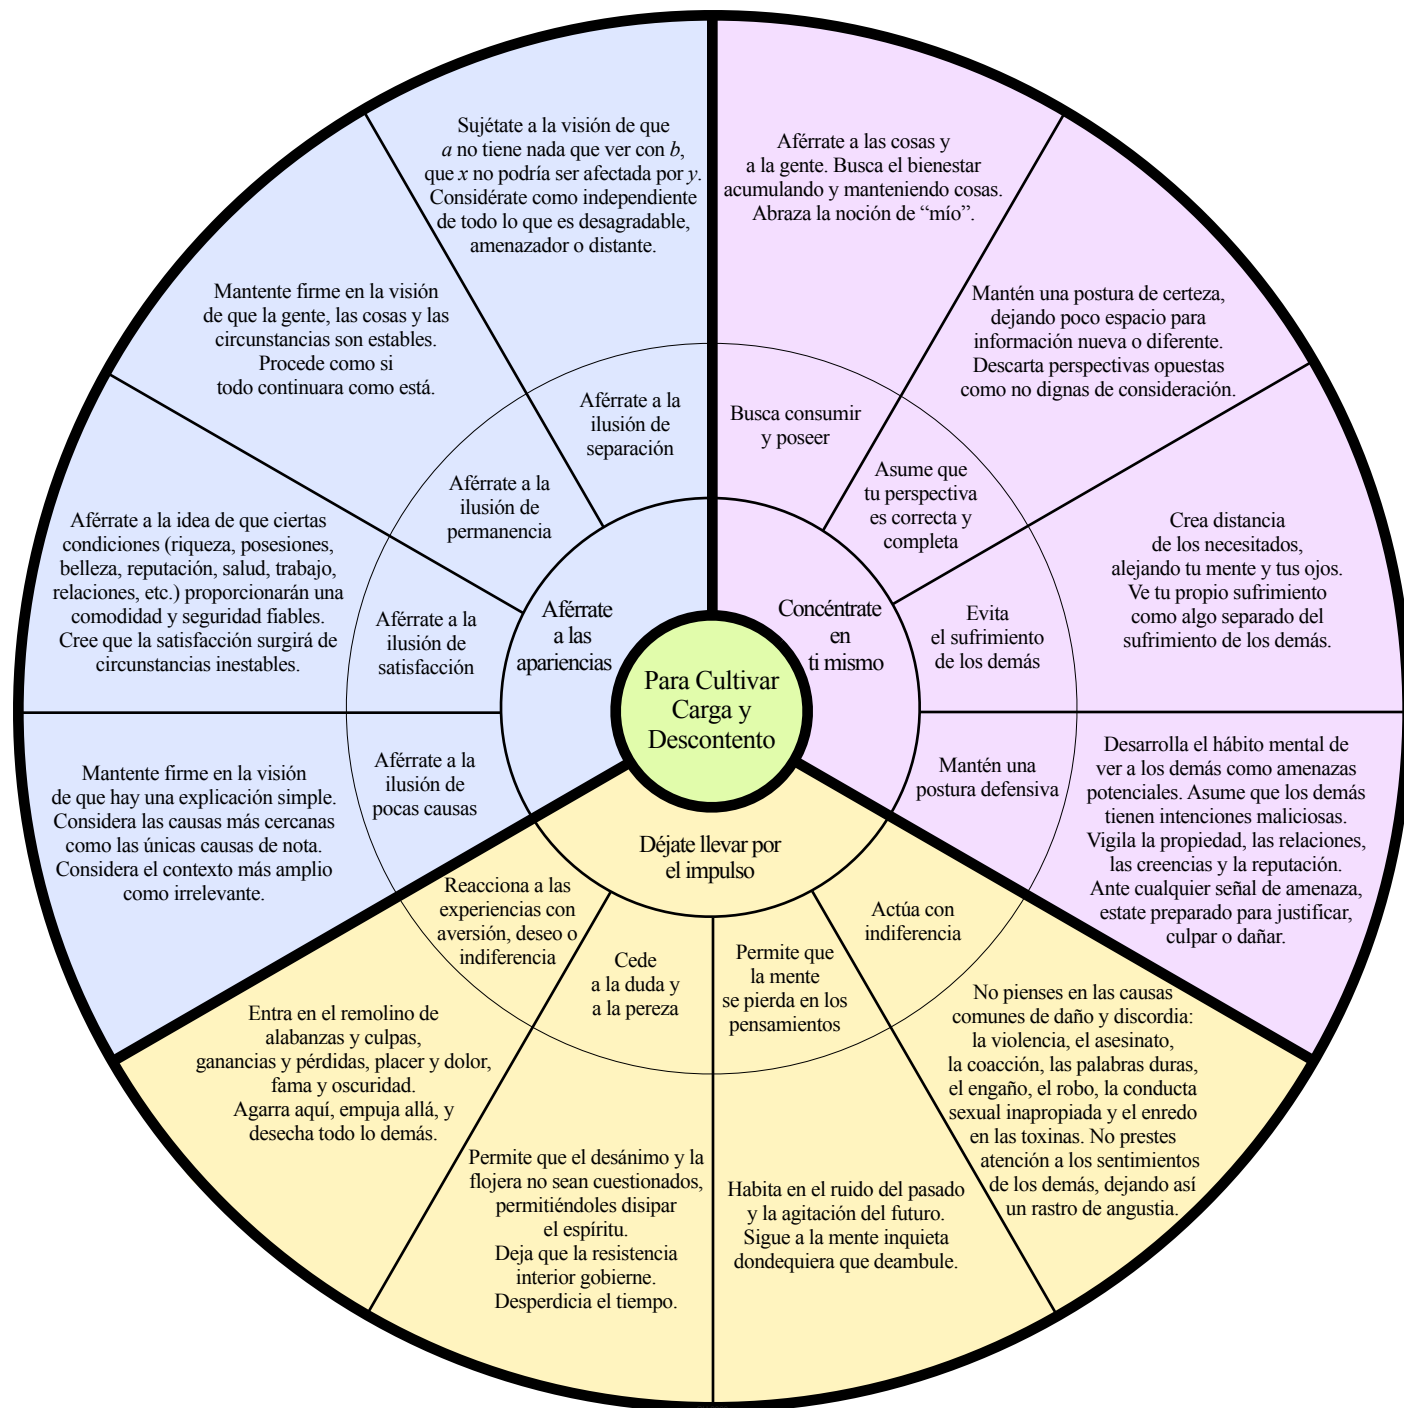 Para Cultivar
Carga y
Descontento
Concéntrate
en
ti mismo
Busca consumir
y poseer
Aférrate a las cosas y
a la gente. Busca el bienestar
acumulando y manteniendo cosas.
Abraza la noción de “mío”.
Asume que
tu perspectiva
es correcta y
completa
Mantén una postura de certeza,
dejando poco espacio para
información nueva o diferente.
Descarta perspectivas opuestas
como no dignas de consideración.
Evita
el sufrimiento
de los demás
Crea distancia
de los necesitados,
alejando tu mente y tus ojos.
Ve tu propio sufrimiento
como algo separado del
sufrimiento de los demás.
Mantén una
postura defensiva
Desarrolla el hábito mental de
ver a los demás como amenazas
potenciales. Asume que los demás
tienen intenciones maliciosas.
Vigila la propiedad, las relaciones,
las creencias y la reputación.
Ante cualquier señal de amenaza,
estate preparado para justificar,
culpar o dañar.
Déjate llevar por
el impulso
Actúa con
indiferencia
No pienses en las causas
comunes de daño y discordia:
la violencia, el asesinato,
la coacción, las palabras duras,
el engaño, el robo, la conducta
sexual inapropiada y el enredo
en las toxinas. No prestes
atención a los sentimientos
de los demás, dejando así
un rastro de angustia.
Permite que
la mente
se pierda en los
pensamientos
Habita en el ruido del pasado
y la agitación del futuro.
Sigue a la mente inquieta
dondequiera que deambule.
Cede
a la duda y
a la pereza
Permite que el desánimo y la
flojera no sean cuestionados,
permitiéndoles disipar
el espíritu.
Deja que la resistencia
interior gobierne.
Desperdicia el tiempo.
Reacciona a las
experiencias con
aversión, deseo o
indiferencia
Entra en el remolino de
alabanzas y culpas,
ganancias y pérdidas, placer y dolor,
fama y oscuridad.
Agarra aquí, empuja allá, y
desecha todo lo demás.
Aférrate
a las
apariencias
Aférrate a la
ilusión de
pocas causas
Mantente firme en la visión
de que hay una explicación simple.
Considera las causas más cercanas
como las únicas causas de nota.
Considera el contexto más amplio
como irrelevante.
Aférrate a la
ilusión de
satisfacción
Aférrate a la idea de que ciertas
condiciones (riqueza, posesiones,
belleza, reputación, salud, trabajo,
relaciones, etc.) proporcionarán una
comodidad y seguridad fiables.
Cree que la satisfacción surgirá de
circunstancias inestables.
Aférrate a la
ilusión de
permanencia
Mantente firme en la visión
de que la gente, las cosas y las
circunstancias son estables.
Procede como si
todo continuara como está.
Aférrate a la
ilusión de
separación
Sujétate a la visión de que
a no tiene nada que ver con b,
que x no podría ser afectada por y.
Considérate como independiente
de todo lo que es desagradable,
amenazador o distante.